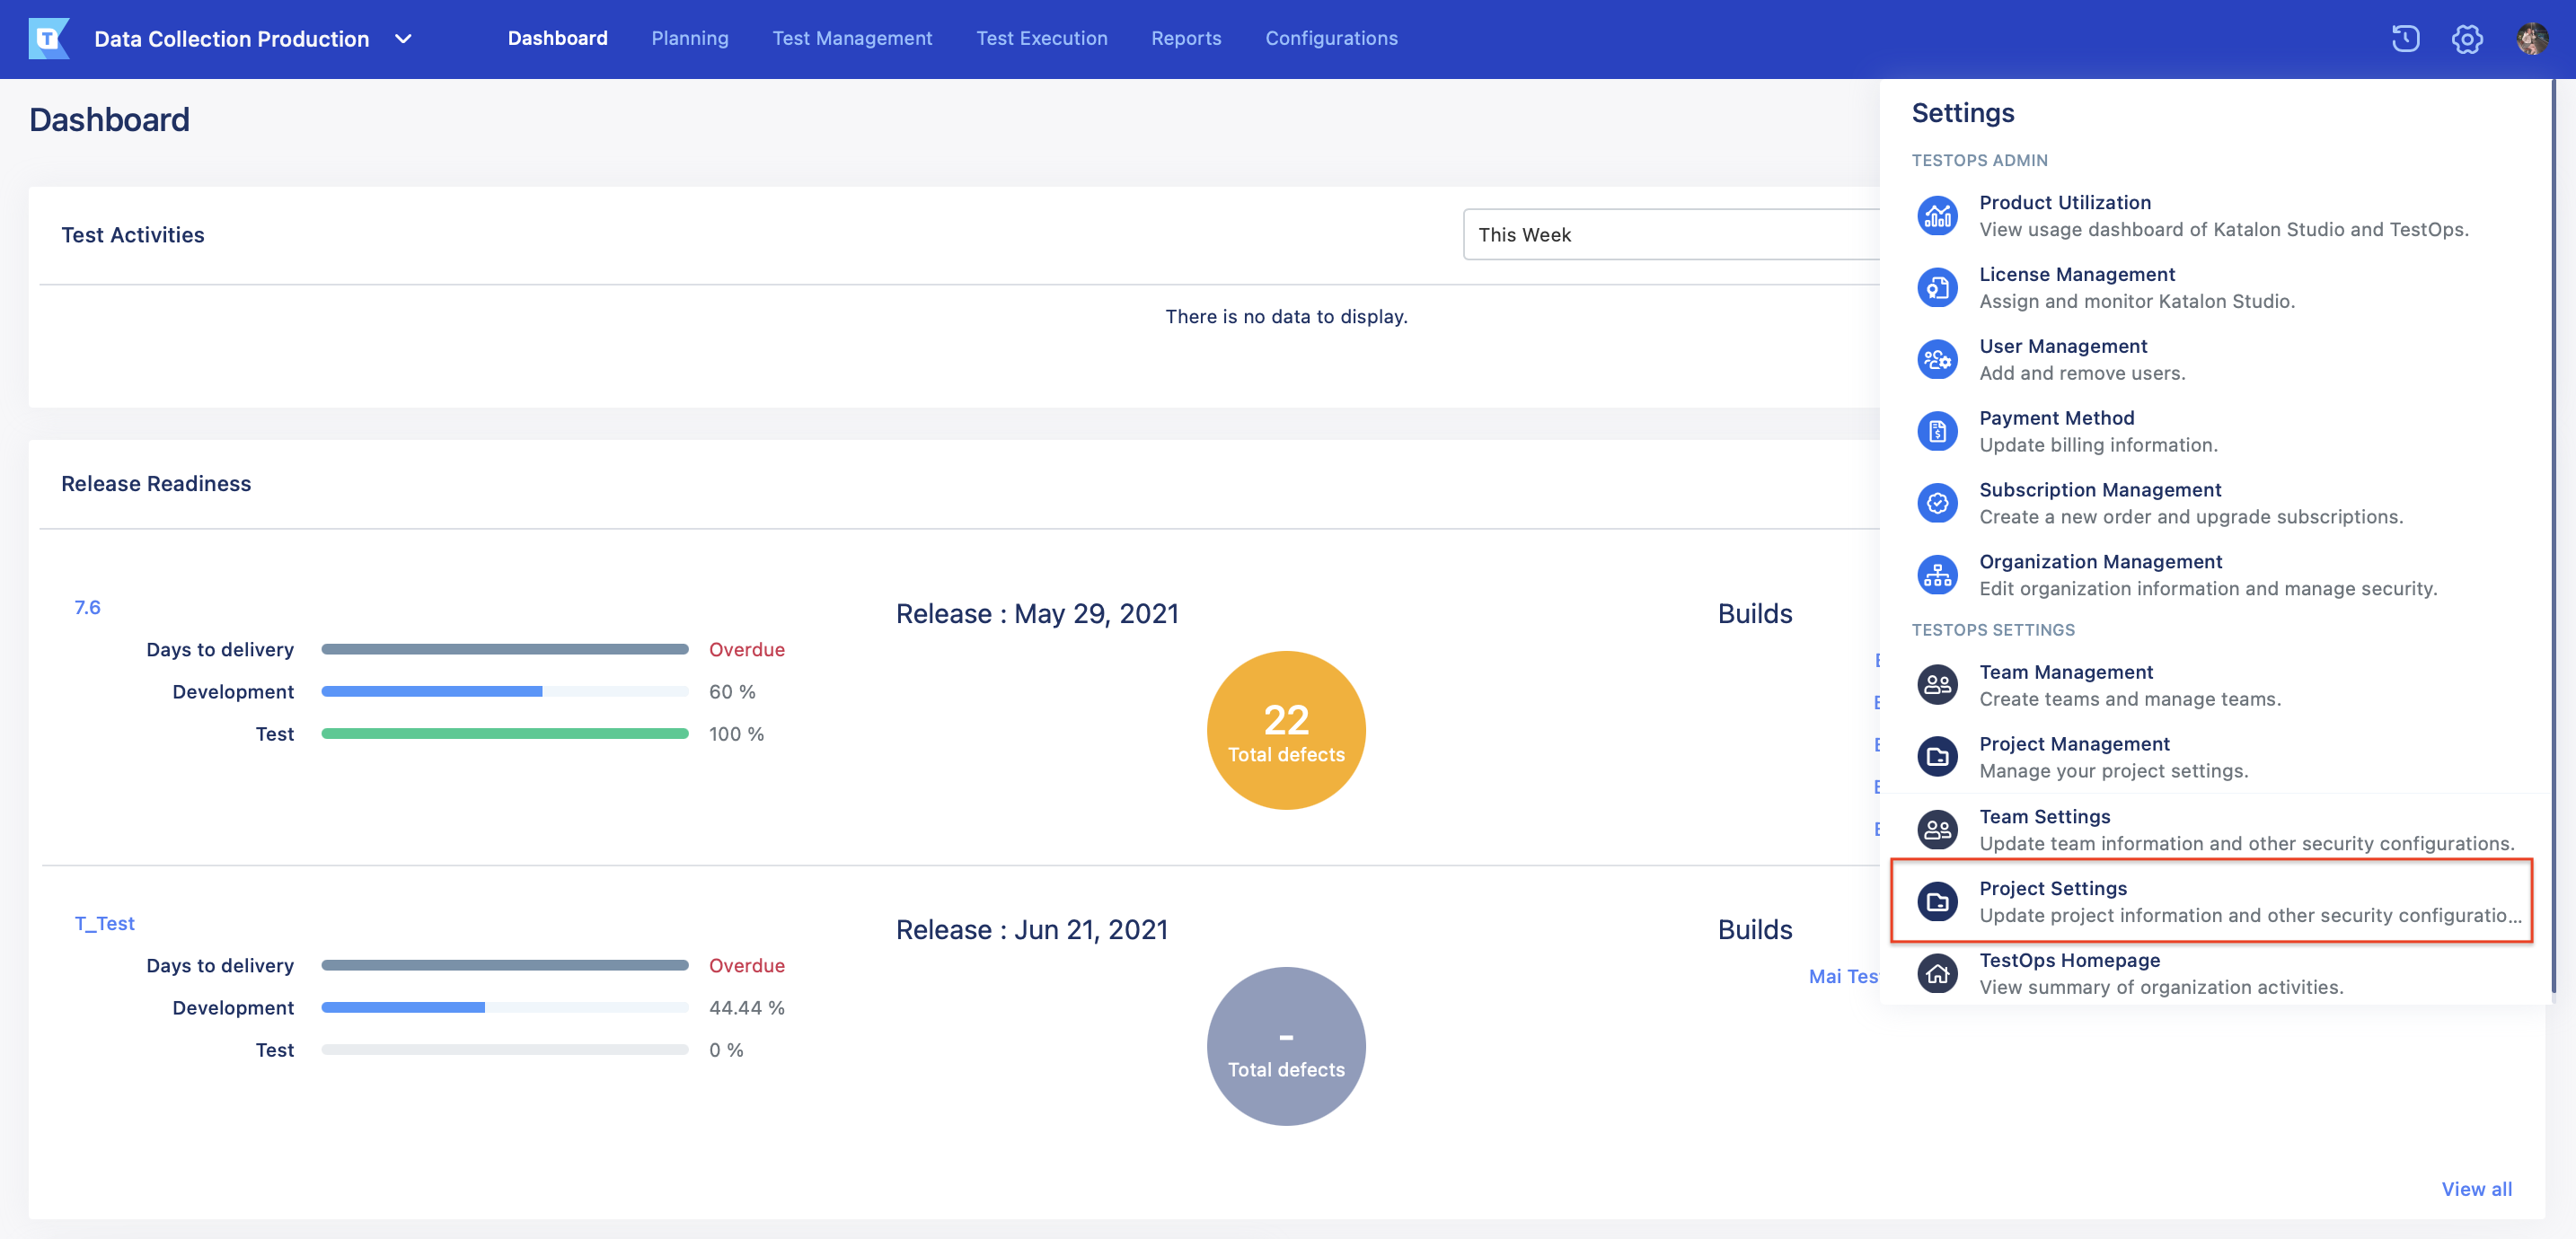 T
Data Collection Production
Dashboard
Planning
Test Management
Test Execution
Reports
Configurations
Dashboard
Test Activities
This Week
There is no data to display.
Release Readiness
7.6
Days to delivery
Overdue
Development
60 %
Test
100 %
Release : May 29, 2021
22
Total defects
Builds
T_Test
Days to delivery
Overdue
Development
44.44 %
Test
0 %
Release : Jun 21, 2021
-
Total defects
Builds
Mai Tes
View all
Settings
TESTOPS ADMIN
Product Utilization
View usage dashboard of Katalon Studio and TestOps.
License Management
Assign and monitor Katalon Studio.
User Management
Add and remove users.
Payment Method
Update billing information.
Subscription Management
Create a new order and upgrade subscriptions.
Organization Management
Edit organization information and manage security.
TESTOPS SETTINGS
Team Management
Create teams and manage teams.
Project Management
Manage your project settings.
Team Settings
Update team information and other security configurations.
Project Settings
Update project information and other security configuratio...
TestOps Homepage
View summary of organization activities.